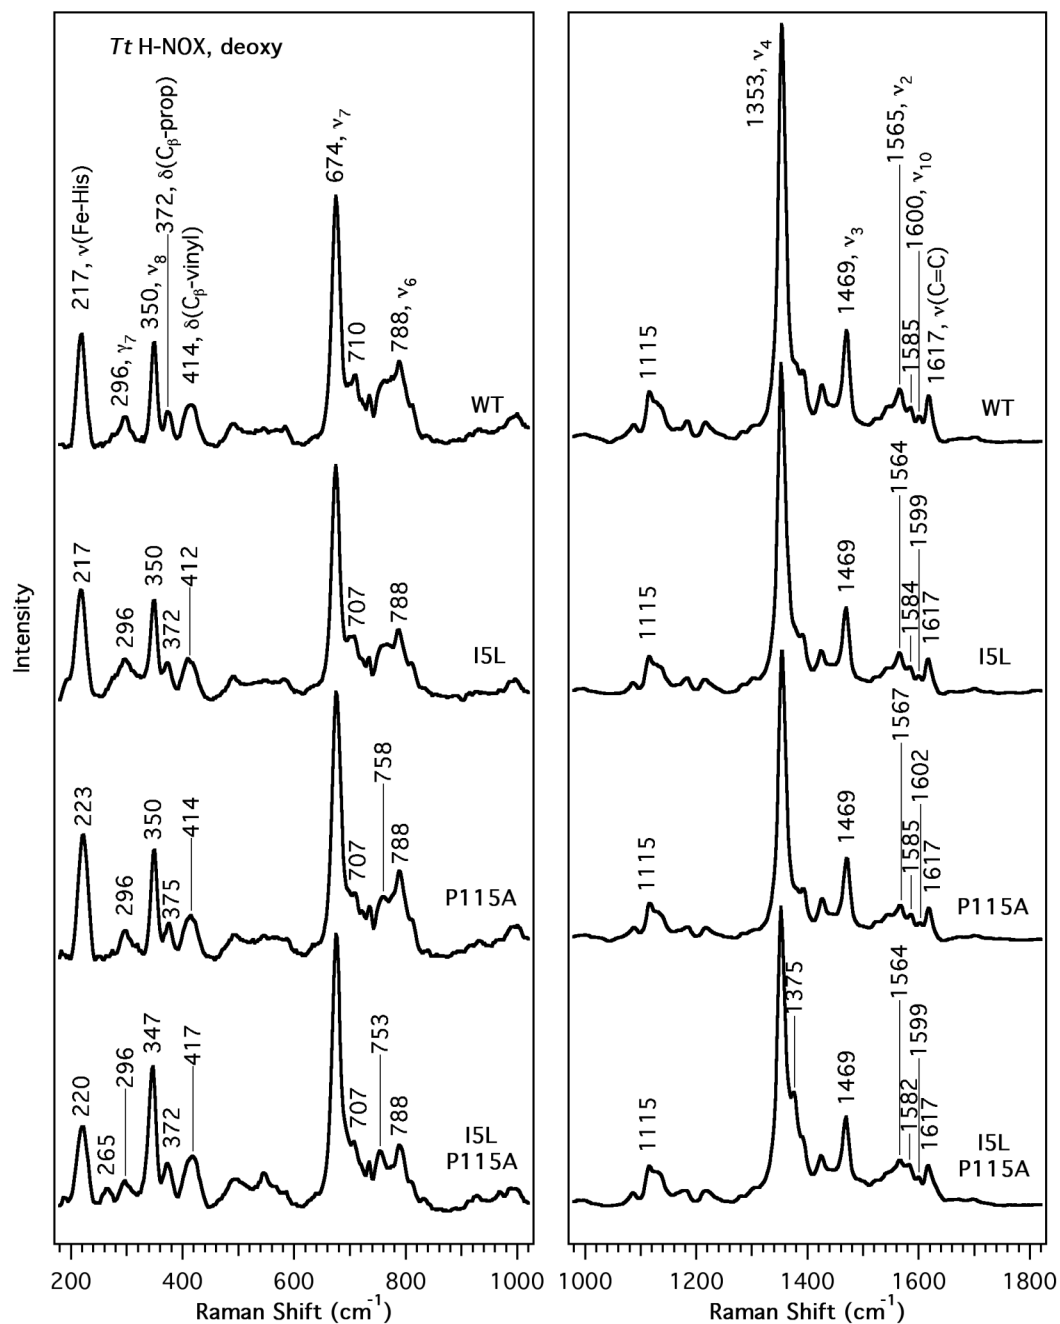 Tt H-NOX, deoxy
217, ν(Fe-His)
296, γ7
350, ν8
372, δ(Cβ-prop)
414, δ(Cβ-vinyl)
674, ν7
710
788, ν6
WT
217
296
350
372
412
707
788
I5L
223
296
350
375
414
707
758
788
P115A
220
265
296
347
372
417
707
753
788
I5L
P115A
200
400
600
800
1000
Raman Shift (cm-1)
Intensity
1115
1353, ν4
1469, ν3
1565, ν2
1585
1600, ν10
1617, ν(C=C)
WT
1115
1469
1564
1584
1599
1617
I5L
1115
1469
1567
1585
1602
1617
P115A
1115
1375
1469
1564
1582
1599
1617
I5L
P115A
1000
1200
1400
1600
1800
Raman Shift (cm-1)